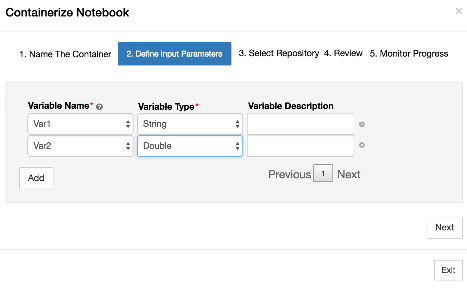 Containerize Notebook
×
1. Name The Container 2. Define Input Parameters 3. Select Repository 4. Review 5. Monitor Progress
Variable Name* Variable Type* Variable Description
Var1 String
Var2 Double
Add Previous 1 Next
Next
Exit